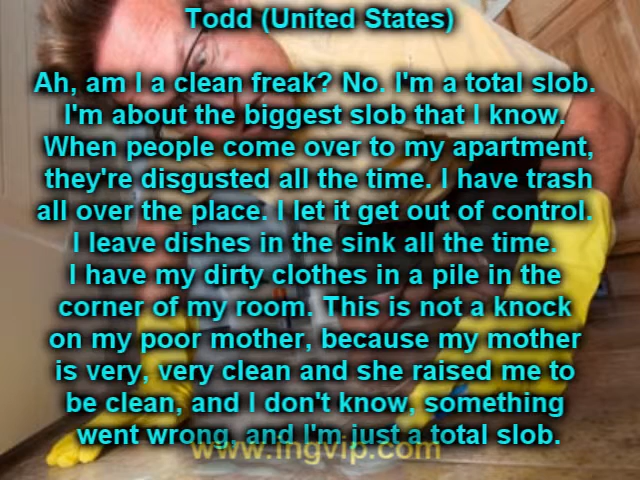 Todd (United States)
Ah, am I a clean freak? No. I'm a total slob.
I'm about the biggest slob that I know.
When people come over to my apartment,
they're disgusted all the time. I have trash
all over the place. I let it get out of control.
I leave dishes in the sink all the time.
I have my dirty clothes in a pile in the
corner of my room. This is not a knock
on my poor mother, because my mother
is very, very clean and she raised me to
be clean, and I don't know, something
went wrong, and I'm just a total slob.
www.ingvip.com